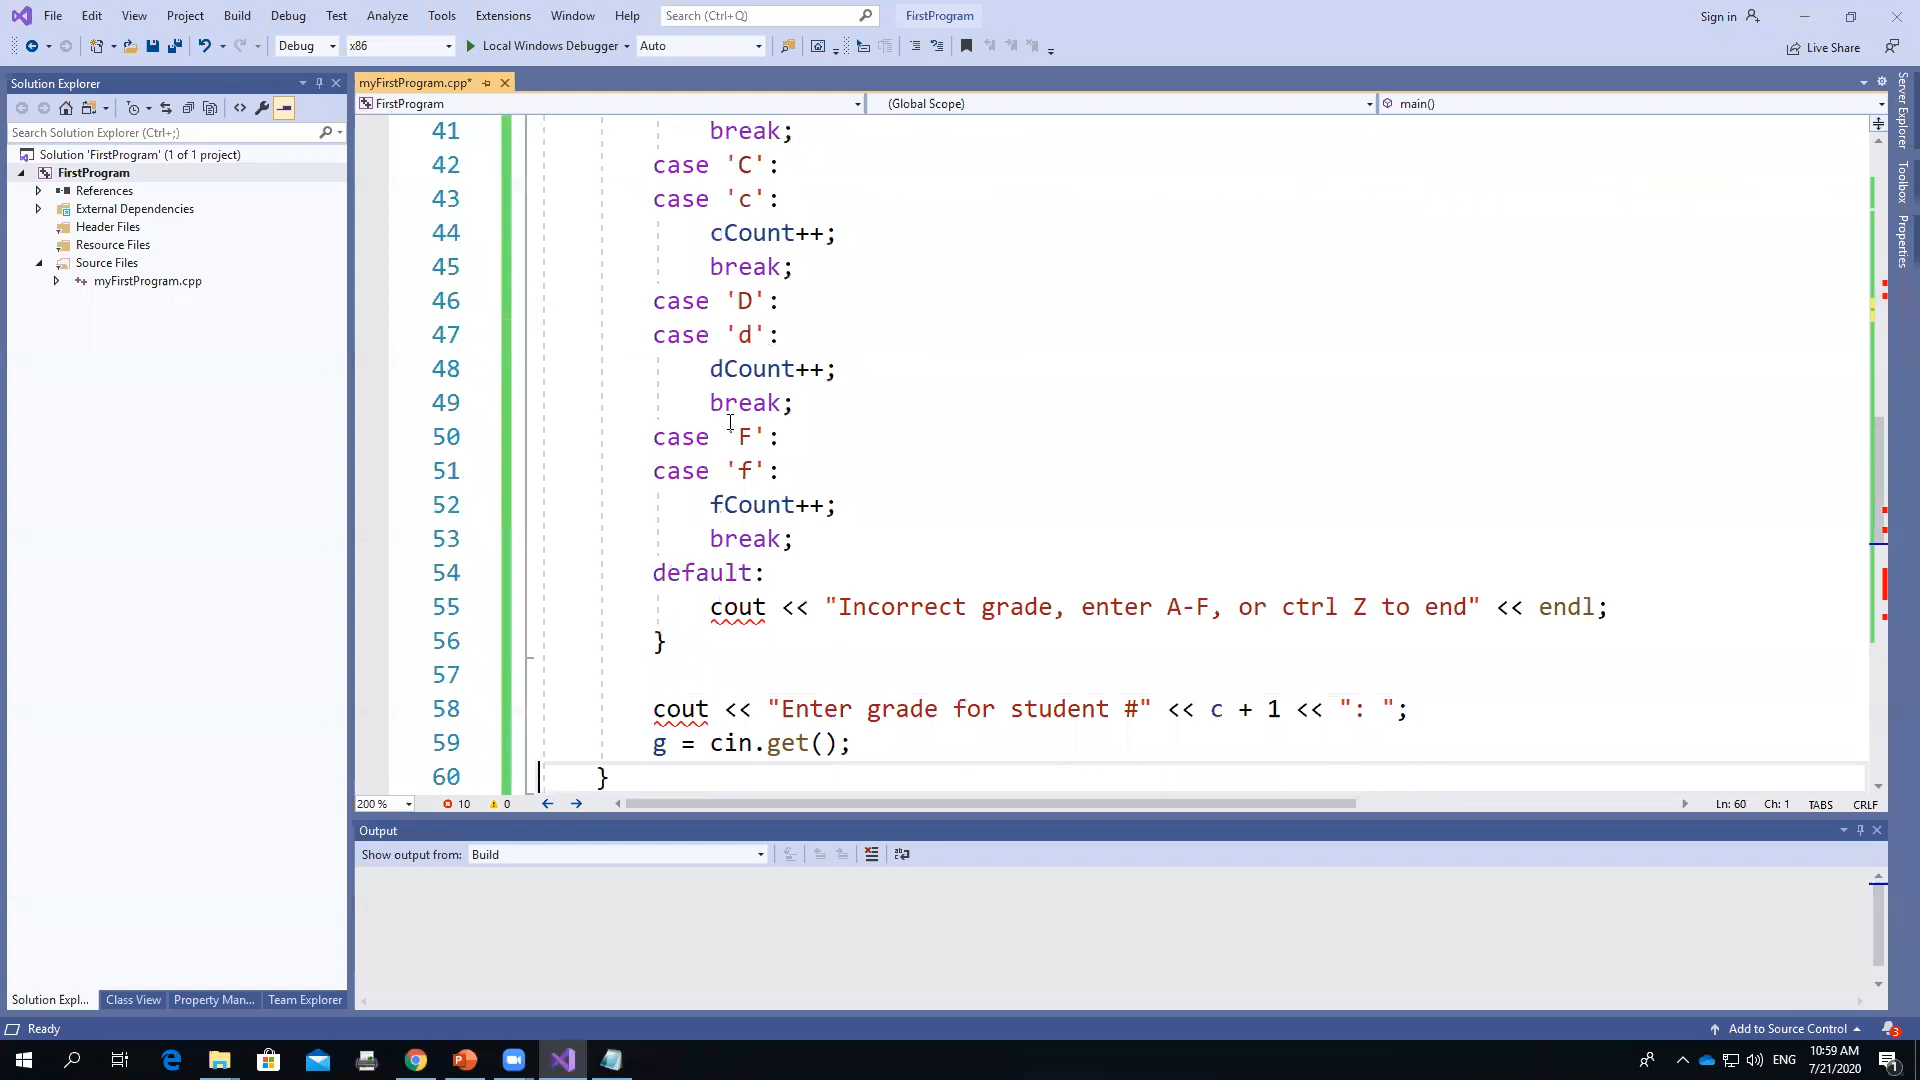 File Edit View Project Build Debug Test Analyze Tools Extensions Window Help Search (Ctrl+Q) FirstProgram Sign in
Debug x86 Local Windows Debugger Auto Live Share
Solution Explorer
Search Solution Explorer (Ctrl+;)
Solution 'FirstProgram' (1 of 1 project)
FirstProgram
References
External Dependencies
Header Files
Resource Files
Source Files
myFirstProgram.cpp
Solution Expl... Class View Property Man... Team Explorer
myFirstProgram.cpp*
FirstProgram (Global Scope) main()
41 break;
42 case 'C':
43 case 'c':
44 cCount++;
45 break;
46 case 'D':
47 case 'd':
48 dCount++;
49 break;
50 case 'F':
51 case 'f':
52 fCount++;
53 break;
54 default:
55 cout << "Incorrect grade, enter A-F, or ctrl Z to end" << endl;
56 }
57
58 cout << "Enter grade for student #" << c + 1 << ": ";
59 g = cin.get();
60 }
200 % 10 0 Ln: 60 Ch: 1 TABS CRLF
Output
Show output from: Build
Server Explorer
Toolbox
Properties
Ready Add to Source Control 3
ENG 10:59 AM
7/21/2020 1